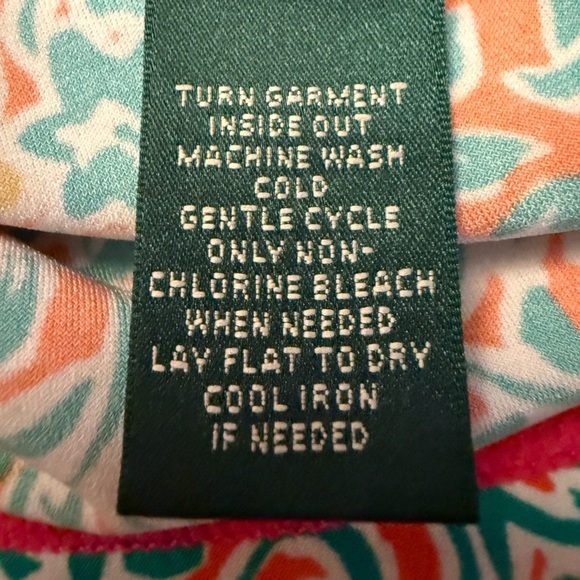 TURN GARMENT
INSIDE OUT
MACHINE WASH
COLD
GENTLE CYCLE
ONLY NON-
CHLORINE BLEACH
WHEN NEEDED
LAY FLAT TO DRY
COOL IRON
IF NEEDED